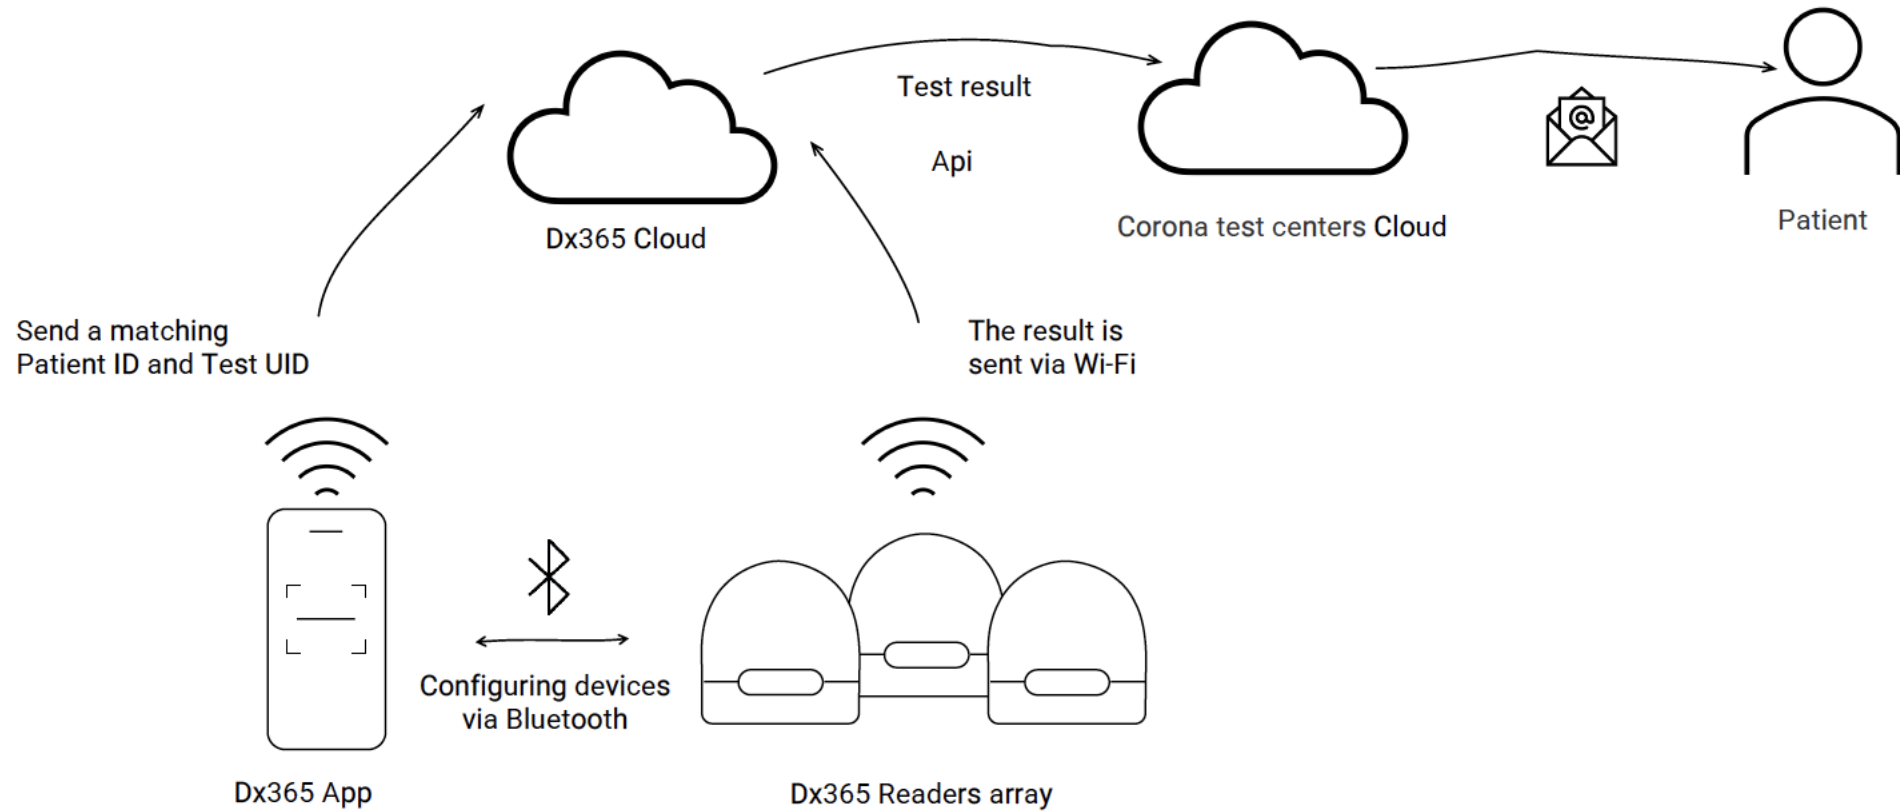 Test result
Api
Dx365 Cloud
Corona test centers Cloud
Patient
Send a matching
Patient ID and Test UID
The result is
sent via Wi-Fi
Configuring devices
via Bluetooth
Dx365 App
Dx365 Readers array